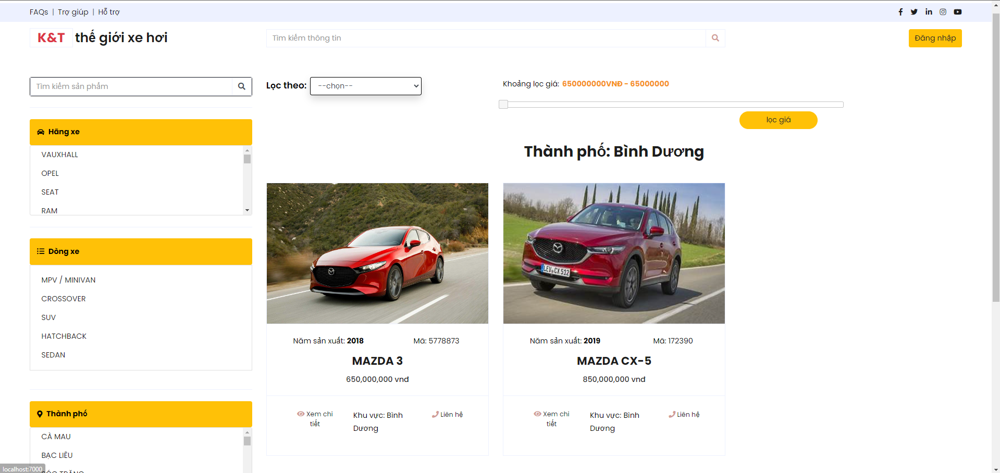 FAQs | Trợ giúp | Hỗ trợ
K&T thế giới xe hơi
Tìm kiếm thông tin
Đăng nhập
Tìm kiếm sản phẩm
Lọc theo: --chọn--
Khoảng lọc giá: 650000000VNĐ - 65000000
lọc giá
Hãng xe
VAUXHALL
OPEL
SEAT
RAM
Dòng xe
MPV / MINIVAN
CROSSOVER
SUV
HATCHBACK
SEDAN
Thành phố
CÀ MAU
BẠC LIÊU
SÓC TRĂNG
Thành phố: Bình Dương
Năm sản xuất: 2018 Mã: 5778873
MAZDA 3
650,000,000 vnđ
Xem chi
tiết
Khu vực: Bình
Dương
Liên hệ
LEV CX 512
Năm sản xuất: 2019 Mã: 172390
MAZDA CX-5
850,000,000 vnđ
Xem chi
tiết
Khu vực: Bình
Dương
Liên hệ
localhost:7000